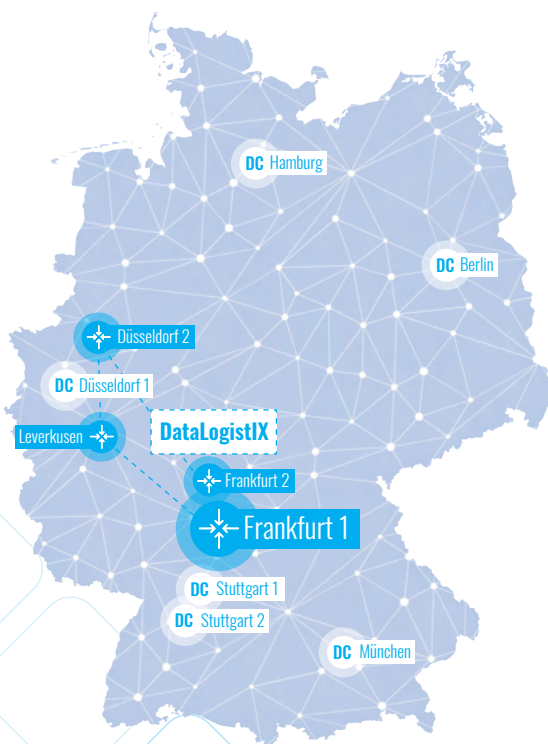 DC Hamburg
DC Berlin
Düsseldorf 2
DC Düsseldorf 1
Leverkusen
DataLogistIX
Frankfurt 2
Frankfurt 1
DC Stuttgart 1
DC Stuttgart 2
DC München